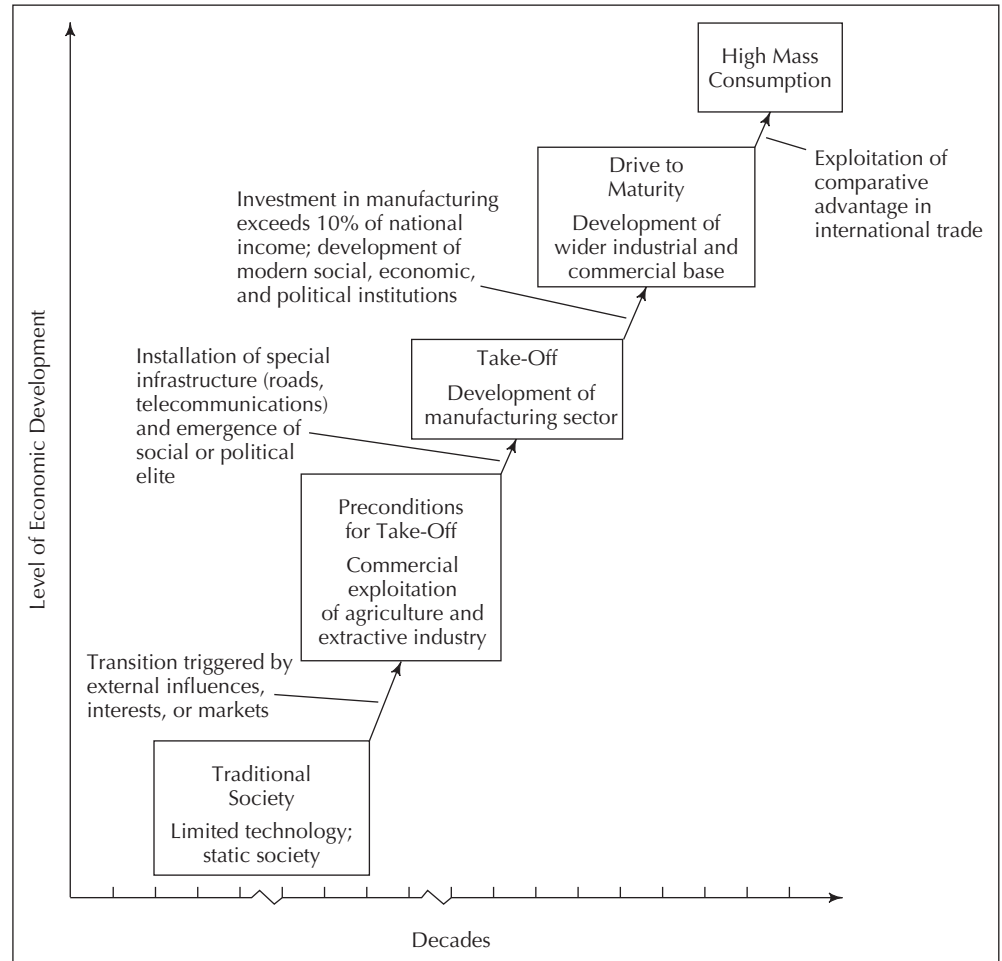 High Mass
Consumption
Exploitation of
comparative
advantage in
international trade
Drive to
Maturity
Development of
wider industrial and
commercial base
Investment in manufacturing
exceeds 10% of national
income; development of
modern social, economic,
and political institutions
Take-Off
Development of
manufacturing sector
Installation of special
infrastructure (roads,
telecommunications)
and emergence of
social or political
elite
Preconditions
for Take-Off
Commercial
exploitation
of agriculture and
extractive industry
Transition triggered by
external influences,
interests, or markets
Traditional
Society
Limited technology;
static society
Level of Economic Development
Decades